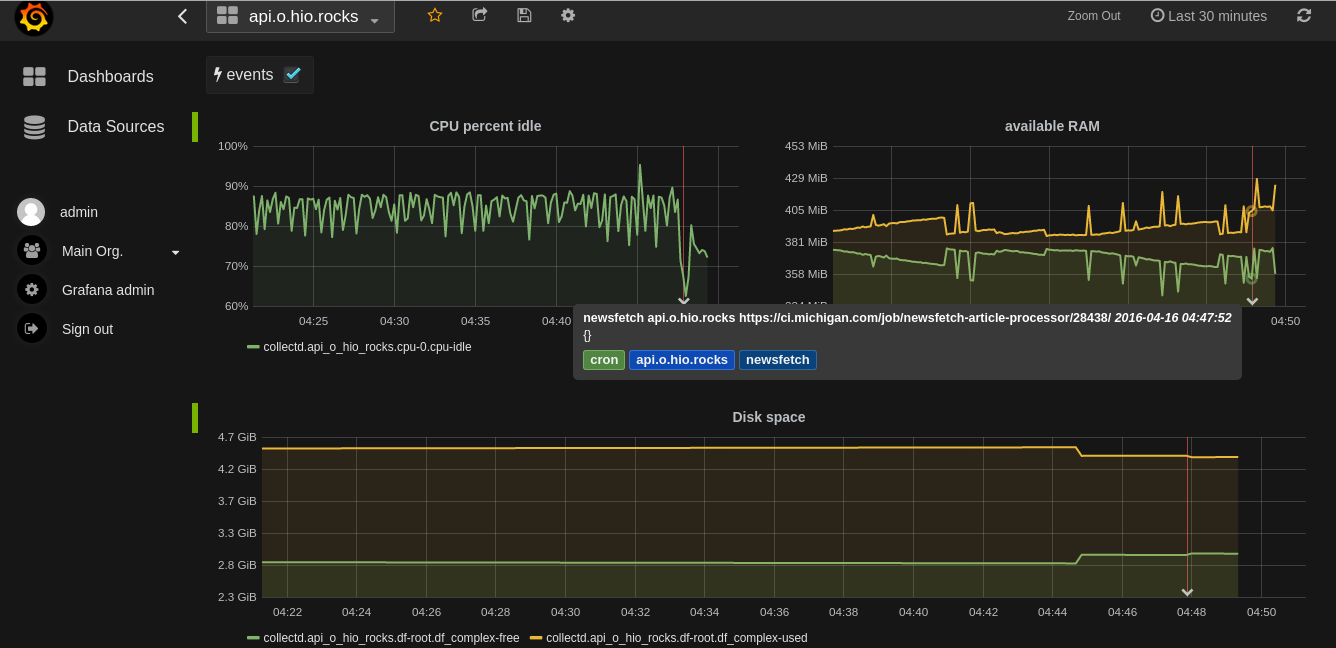 api.o.hio.rocks
Zoom Out
Last 30 minutes
Dashboards
Data Sources
admin
Main Org.
Grafana admin
Sign out
events
CPU percent idle
100%
90%
80%
70%
60%
04:25
04:30
04:35
04:40
collectd.api_o_hio_rocks.cpu-0.cpu-idle
available RAM
453 MiB
429 MiB
405 MiB
381 MiB
358 MiB
04:50
newsfetch api.o.hio.rocks https://ci.michigan.com/job/newsfetch-article-processor/28438/ 2016-04-16 04:47:52
{}
cron api.o.hio.rocks newsfetch
Disk space
4.7 GiB
4.2 GiB
3.7 GiB
3.3 GiB
2.8 GiB
2.3 GiB
04:22 04:24 04:26 04:28 04:30 04:32 04:34 04:36 04:38 04:40 04:42 04:44 04:46 04:48 04:50
collectd.api_o_hio_rocks.df-root.df_complex-free collectd.api_o_hio_rocks.df-root.df_complex-used